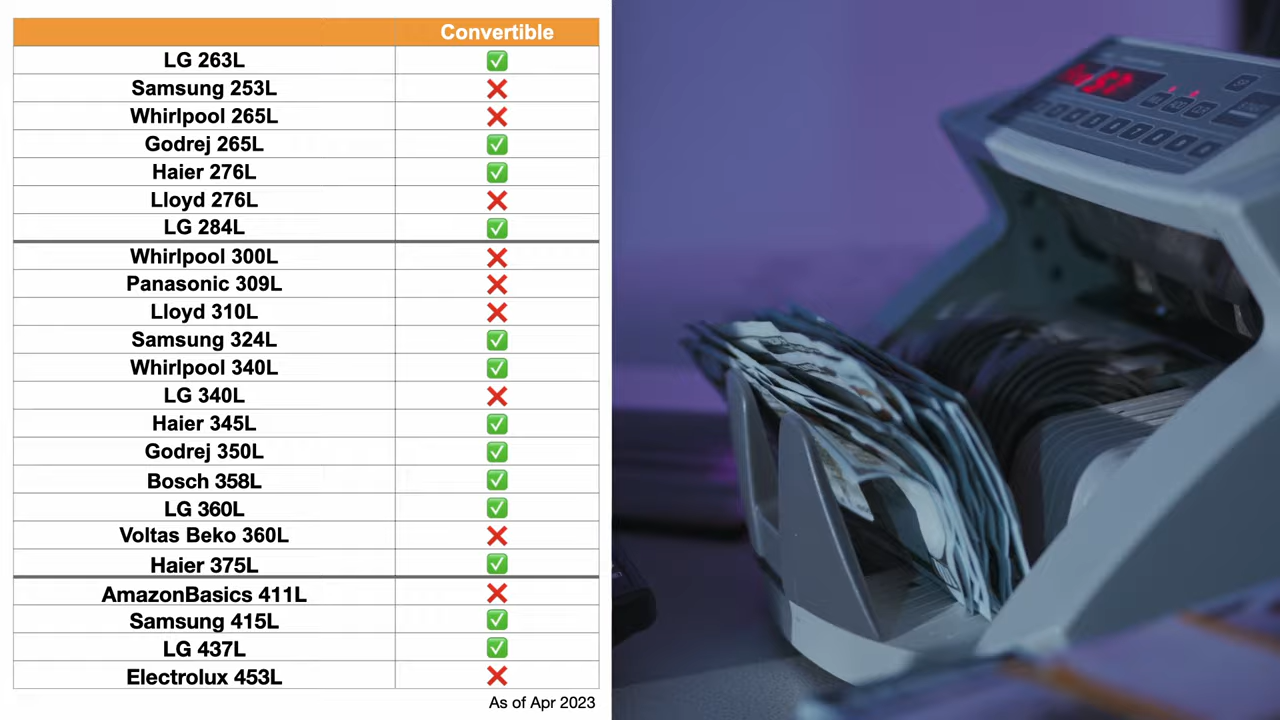 Convertible
LG 263L ✅
Samsung 253L ❌
Whirlpool 265L ❌
Godrej 265L ✅
Haier 276L ✅
Lloyd 276L ❌
LG 284L ✅
Whirlpool 300L ❌
Panasonic 309L ❌
Lloyd 310L ❌
Samsung 324L ✅
Whirlpool 340L ✅
LG 340L ❌
Haier 345L ✅
Godrej 350L ✅
Bosch 358L ✅
LG 360L ✅
Voltas Beko 360L ❌
Haier 375L ✅
AmazonBasics 411L ❌
Samsung 415L ✅
LG 437L ✅
Electrolux 453L ❌
As of Apr 2023